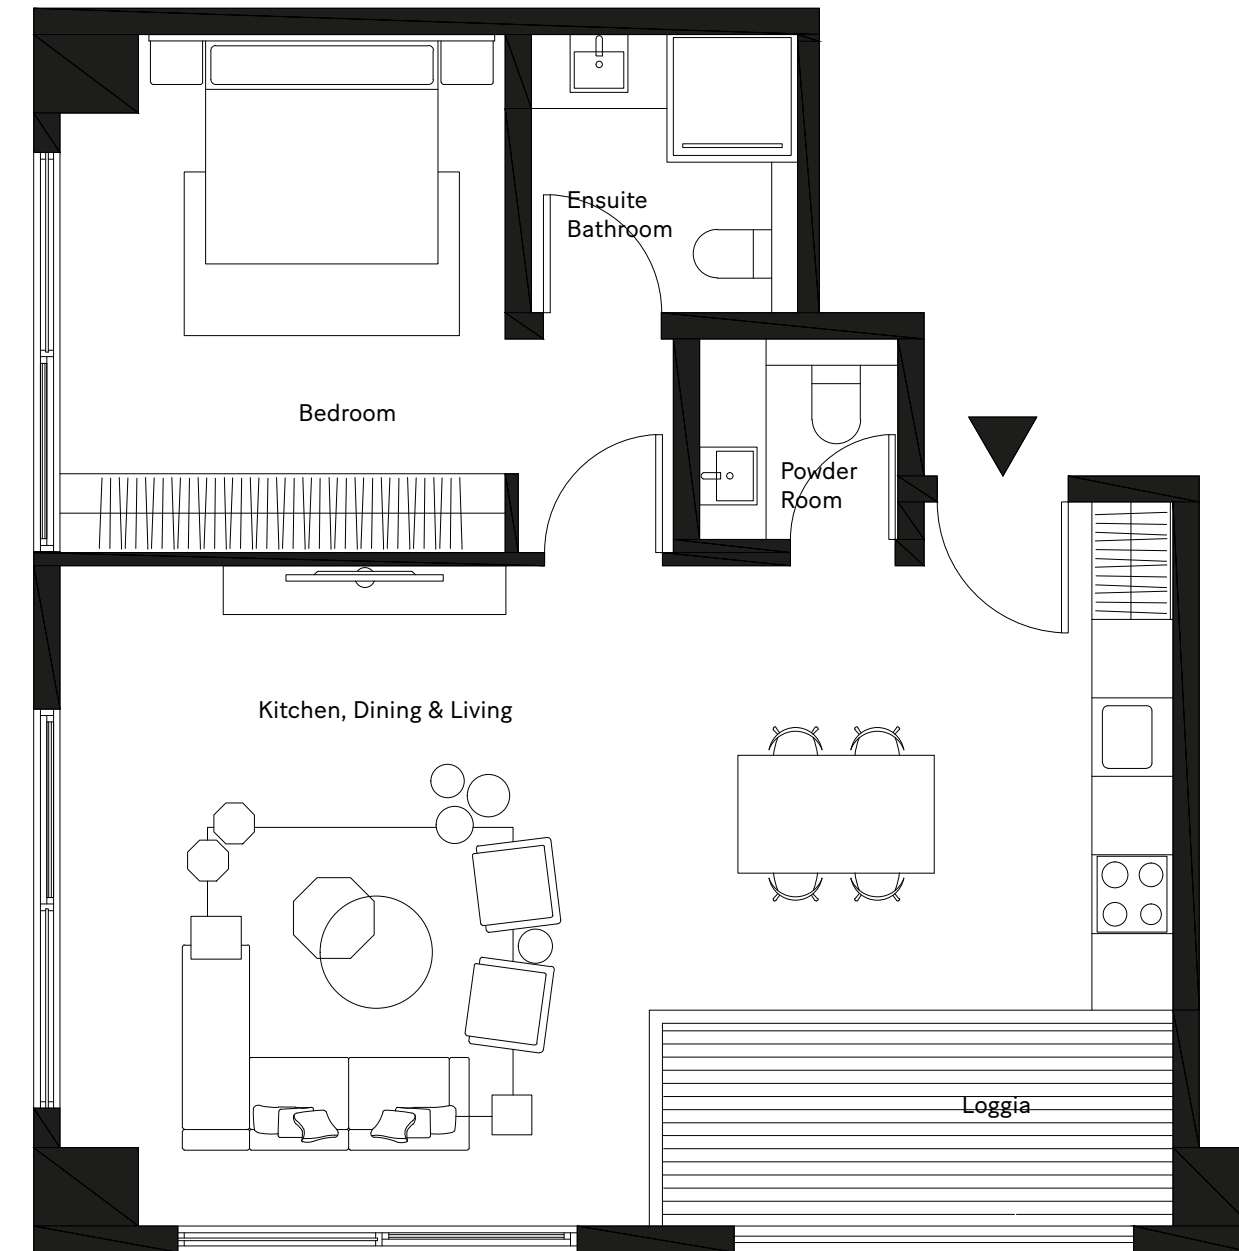 Ensuite
Bathroom
Bedroom
Powder
Room
Kitchen, Dining & Living
Loggia